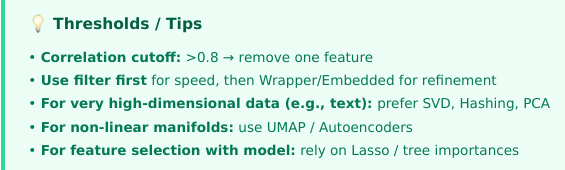 💡 Thresholds / Tips
• Correlation cutoff: >0.8 → remove one feature
• Use filter first for speed, then Wrapper/Embedded for refinement
• For very high-dimensional data (e.g., text): prefer SVD, Hashing, PCA
• For non-linear manifolds: use UMAP / Autoencoders
• For feature selection with model: rely on Lasso / tree importances